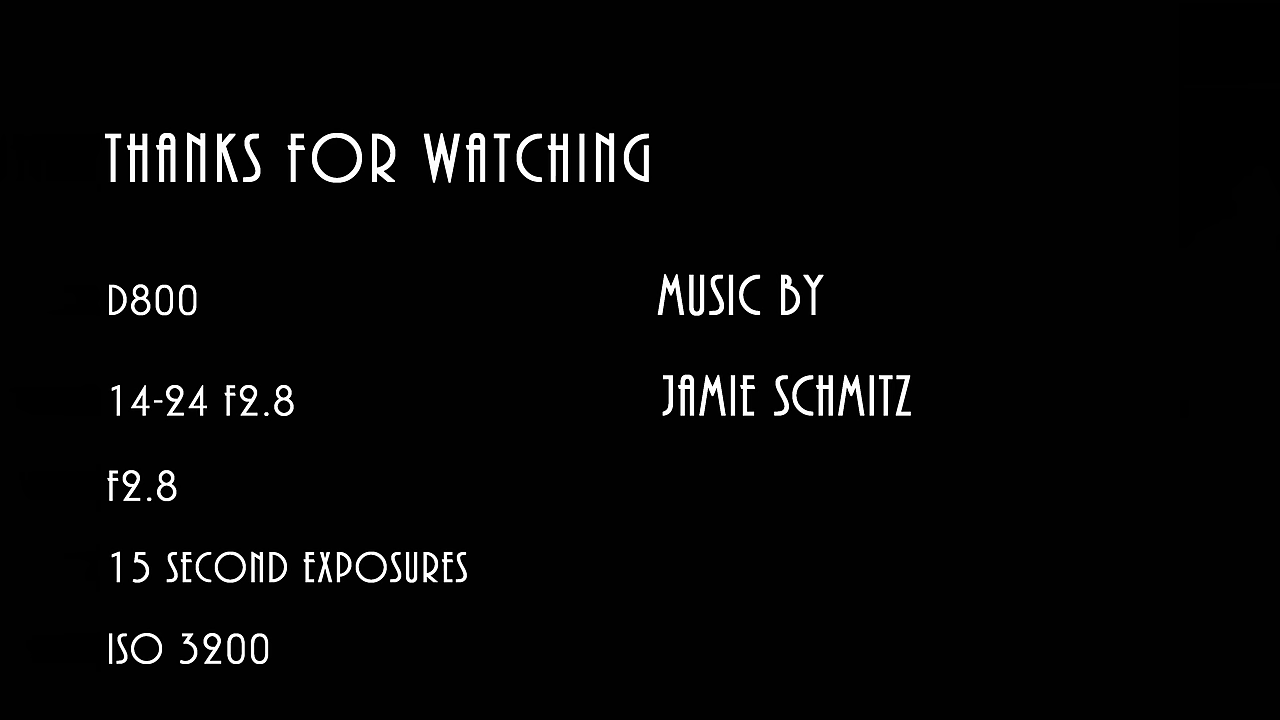 THANKS FOR WATCHING
D800
14-24 F2.8
F2.8
15 SECOND EXPOSURES
ISO 3200
MUSIC BY
JAMIE SCHMITZ